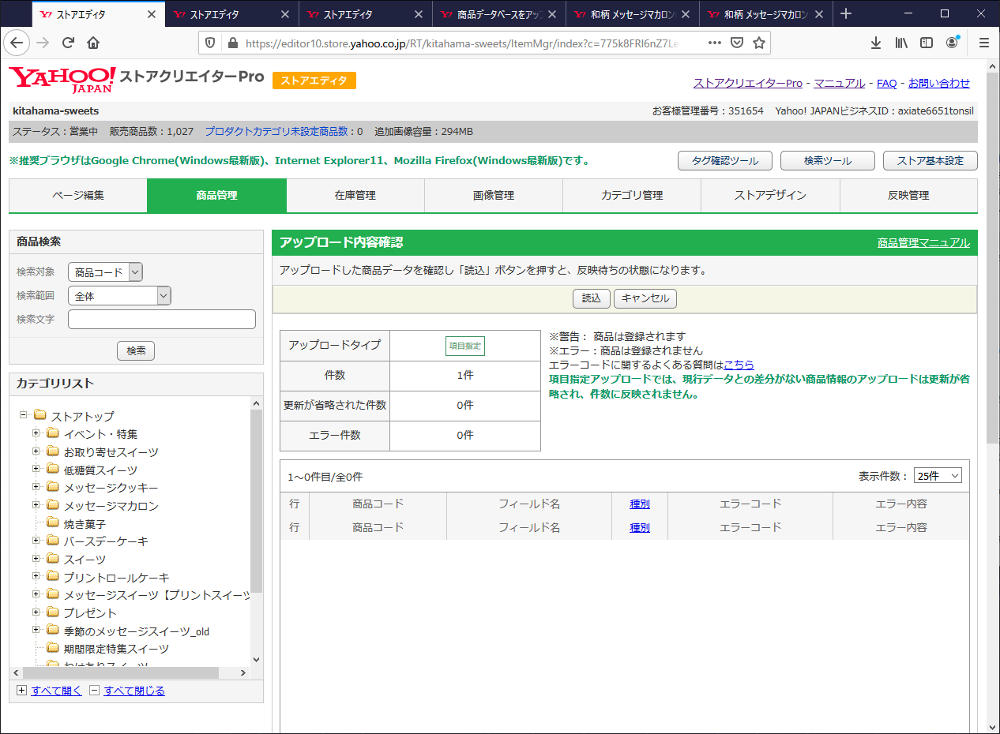 ストアエディタ
ストアエディタ
ストアエディタ
商品データベースをアッ
和柄 メッセージマカロン
和柄 メッセージマカロン
https://editor10.store.yahoo.co.jp/RT/kitahama-sweets/ItemMgr/index?c=775k8FRI6nZ7Le
YAHOO! JAPAN ストアクリエイターPro ストアエディタ
ストアクリエイターPro - マニュアル - FAQ - お問い合わせ
kitahama-sweets
お客様管理番号：351654 Yahoo! JAPANビジネスID：axiate6651tonsil
ステータス：営業中 販売商品数：1,027 プロダクトカテゴリ未設定商品数：0 追加画像容量：294MB
※推奨ブラウザはGoogle Chrome(Windows最新版)、Internet Explorer11、Mozilla Firefox(Windows最新版)です。
タグ確認ツール 検索ツール ストア基本設定
ページ編集 商品管理 在庫管理 画像管理 カテゴリ管理 ストアデザイン 反映管理
商品検索
検索対象 商品コード
検索範囲 全体
検索文字
検索
カテゴリリスト
ストアトップ
イベント・特集
お取り寄せスイーツ
低糖質スイーツ
メッセージクッキー
メッセージマカロン
焼き菓子
バースデーケーキ
スイーツ
プリントロールケーキ
メッセージスイーツ【プリントスイーツ
プレゼント
季節のメッセージスイーツ_old
期間限定特集スイーツ
わけありスイーツ
すべて開く すべて閉じる
アップロード内容確認 商品管理マニュアル
アップロードした商品データを確認し「読込」ボタンを押すと、反映待ちの状態になります。
読込 キャンセル
アップロードタイプ 項目指定
件数 1件
更新が省略された件数 0件
エラー件数 0件
※警告： 商品は登録されます
※エラー：商品は登録されません
エラーコードに関するよくある質問はこちら
項目指定アップロードでは、現行データとの差分がない商品情報のアップロードは更新が省
略され、件数に反映されません。
1～0件目/全0件 表示件数： 25件
行 商品コード フィールド名 種別 エラーコード エラー内容
行 商品コード フィールド名 種別 エラーコード エラー内容